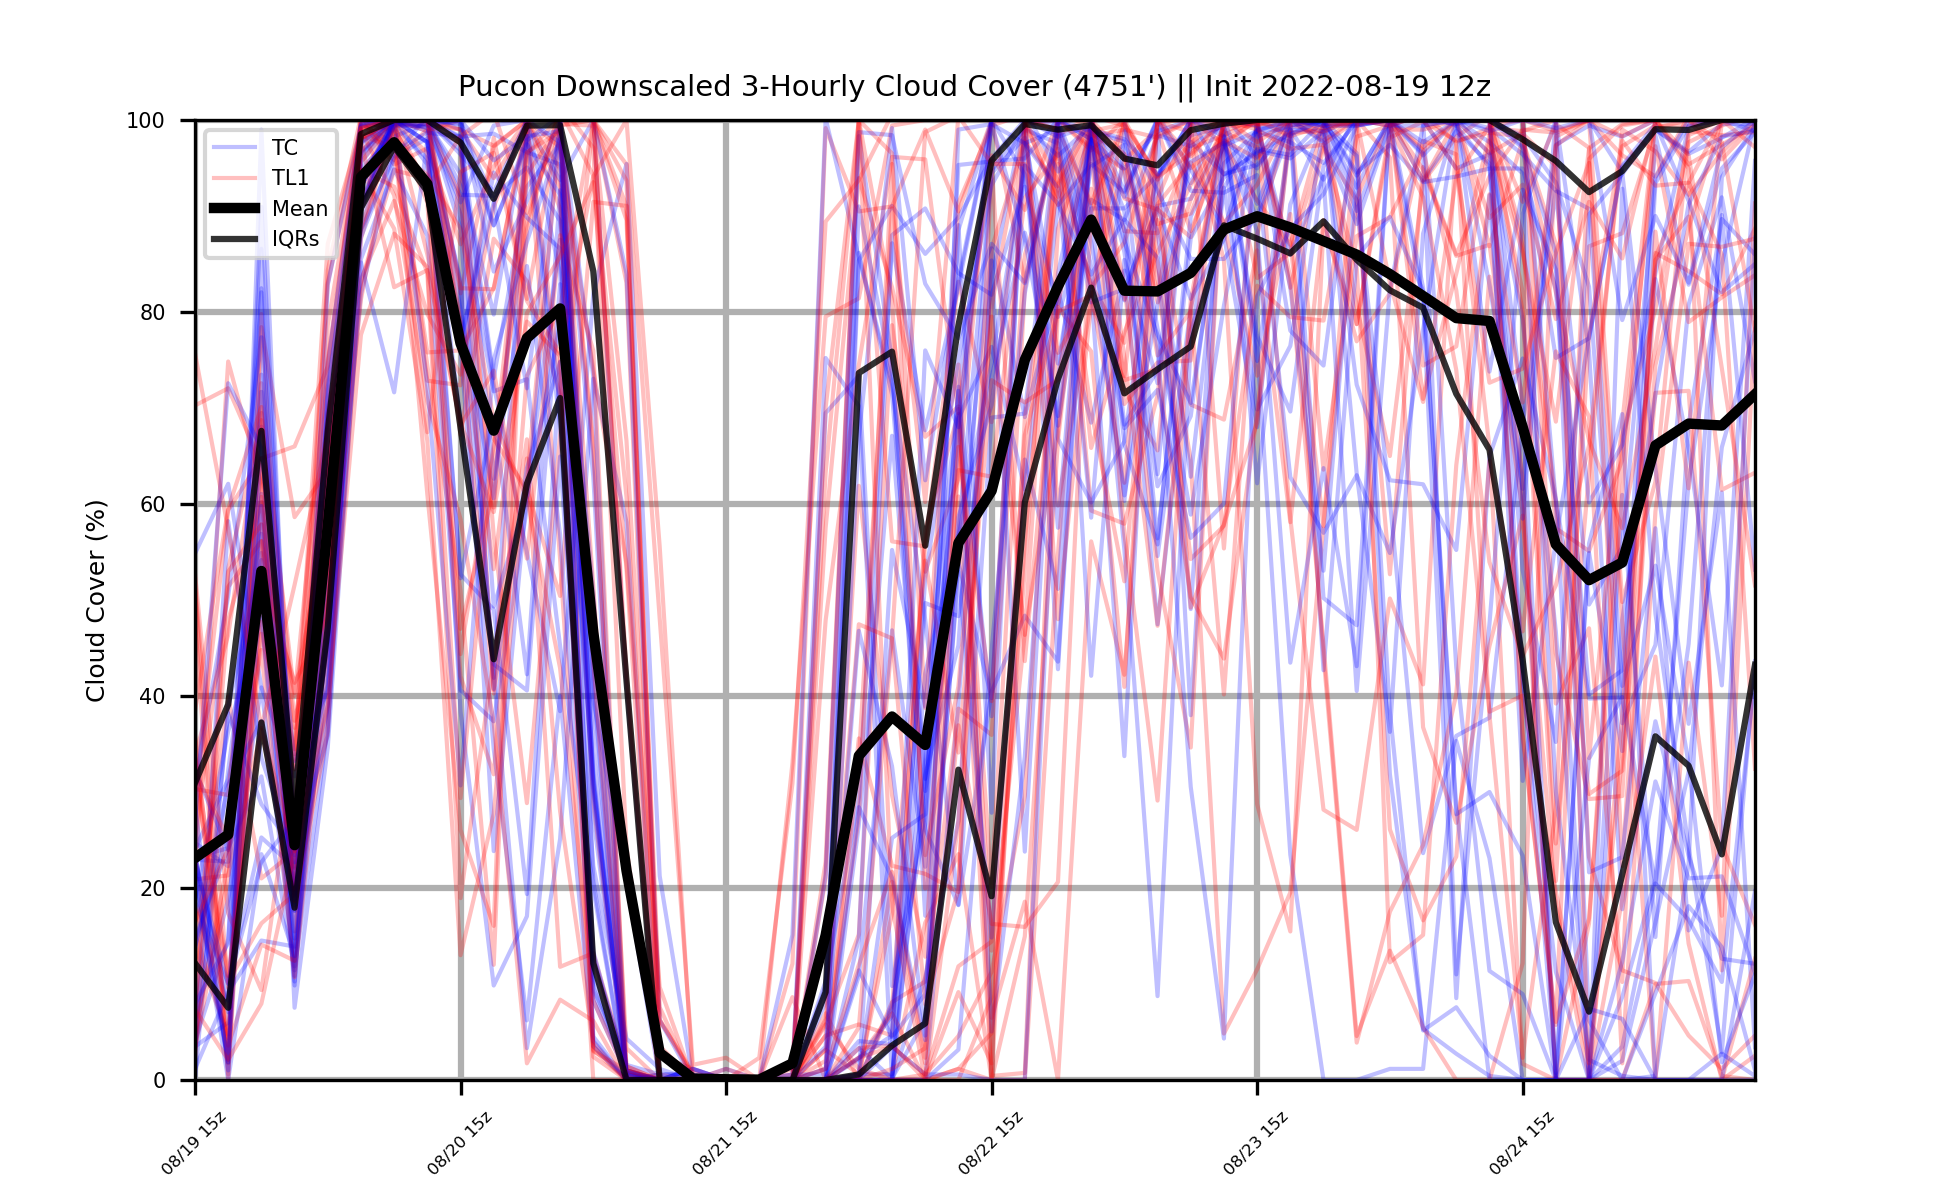 Pucon Downscaled 3-Hourly Cloud Cover (4751') || Init 2022-08-19 12z
100
80
60
40
20
0
Cloud Cover (%)
TC
TL1
Mean
IQRs
08/19 15z
08/20 15z
08/21 15z
08/22 15z
08/23 15z
08/24 15z